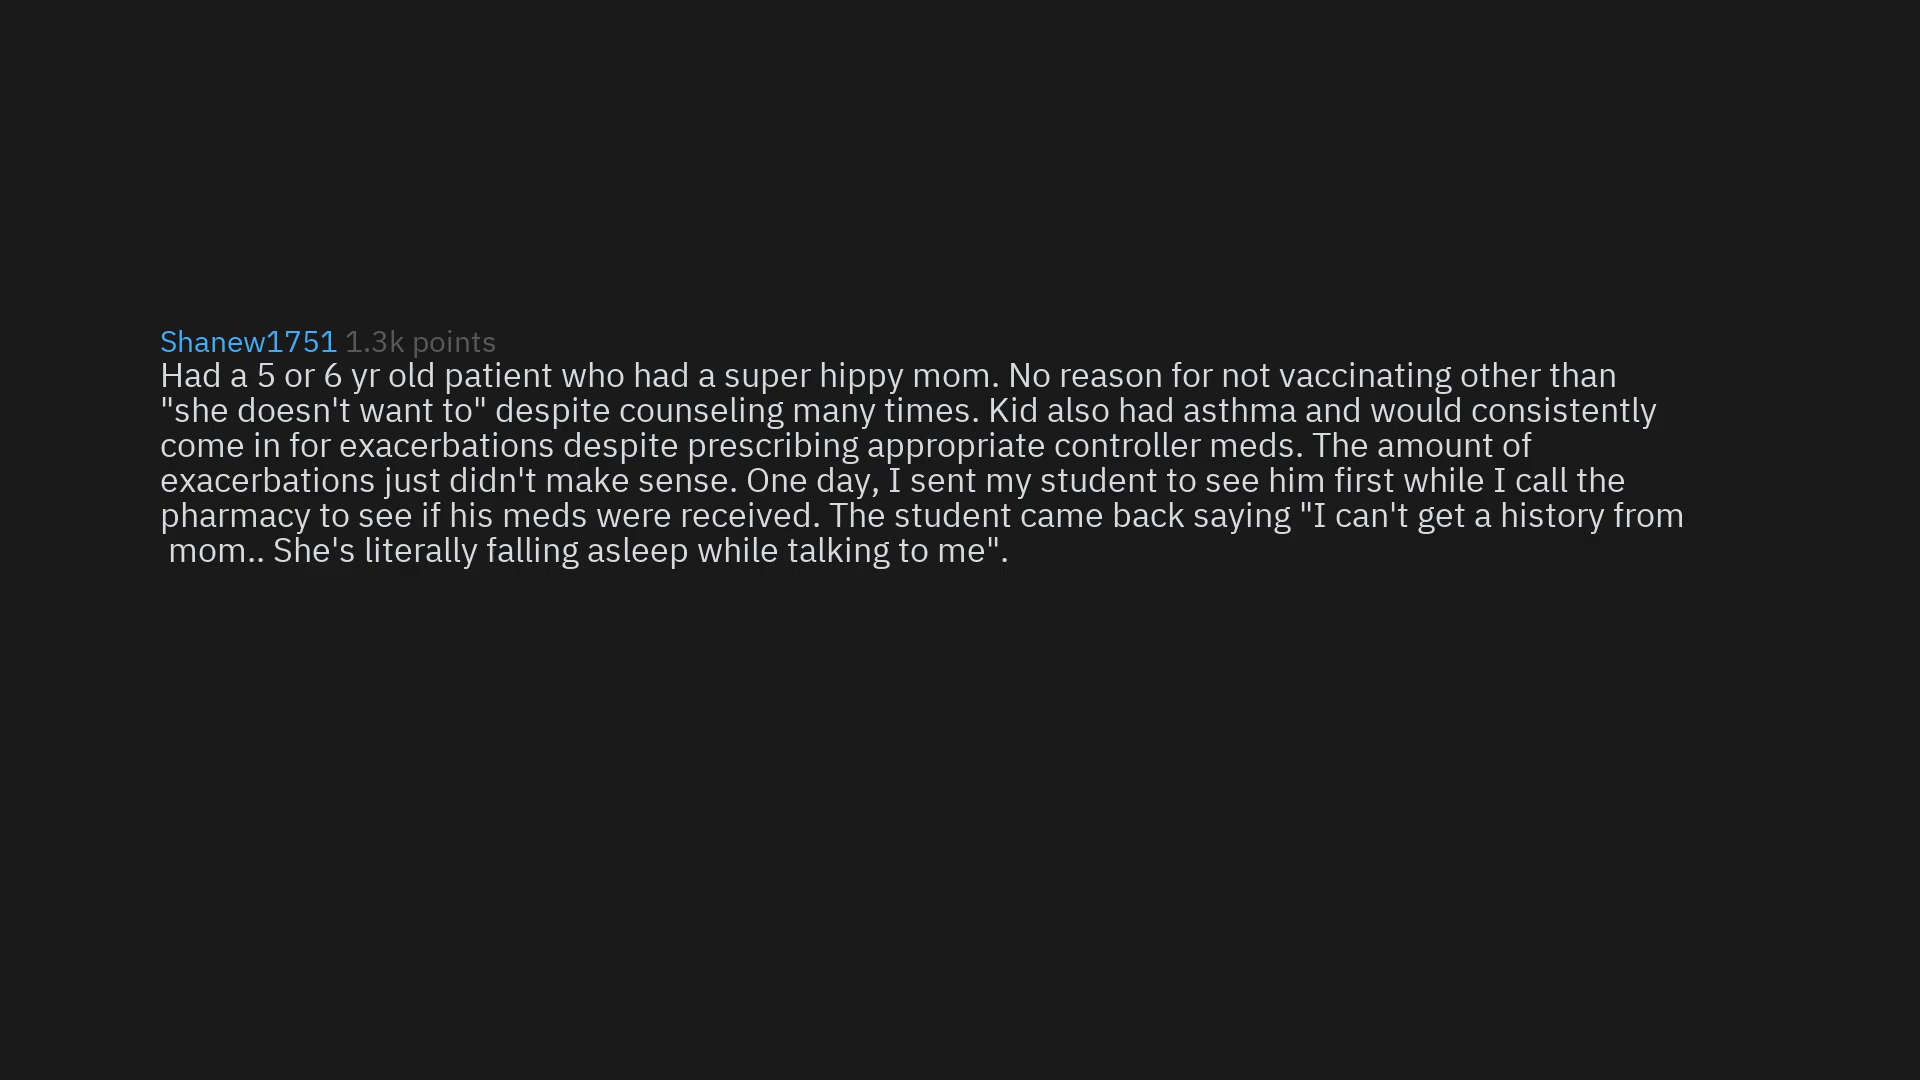 Shanew1751 1.3k points
Had a 5 or 6 yr old patient who had a super hippy mom. No reason for not vaccinating other than
"she doesn't want to" despite counseling many times. Kid also had asthma and would consistently
come in for exacerbations despite prescribing appropriate controller meds. The amount of
exacerbations just didn't make sense. One day, I sent my student to see him first while I call the
pharmacy to see if his meds were received. The student came back saying "I can't get a history from
mom.. She's literally falling asleep while talking to me".